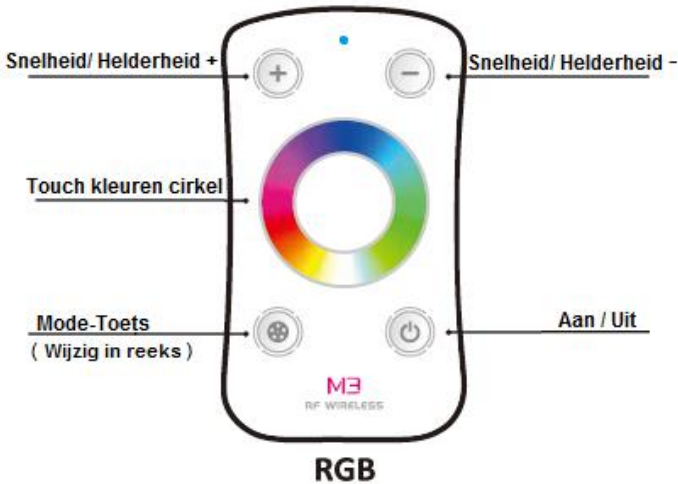 Snelheid/ Helderheid +
Snelheid/ Helderheid -
Touch kleuren cirkel
Mode-Toets
( Wijzig in reeks )
Aan / Uit
M3
RF WIRELESS
RGB